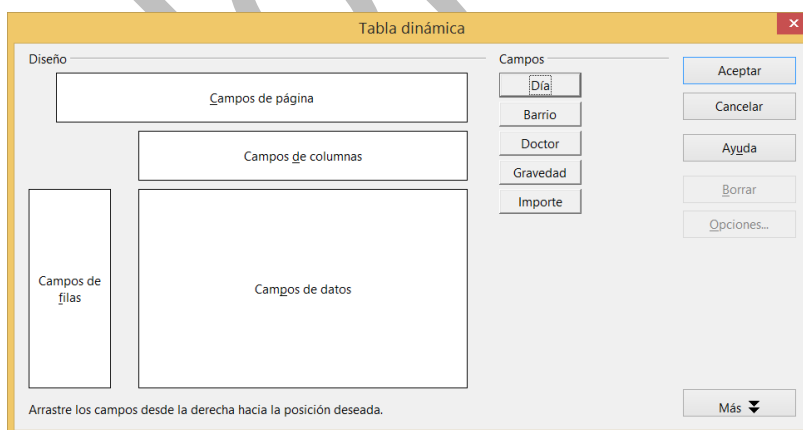 Tabla dinámica
Diseño
Campos de página
Campos de columnas
Campos de
filas
Campos de datos
Arrastre los campos desde la derecha hacia la posición deseada.
Campos
Día
Barrio
Doctor
Gravedad
Importe
Aceptar
Cancelar
Ayuda
Borrar
Opciones...
Más